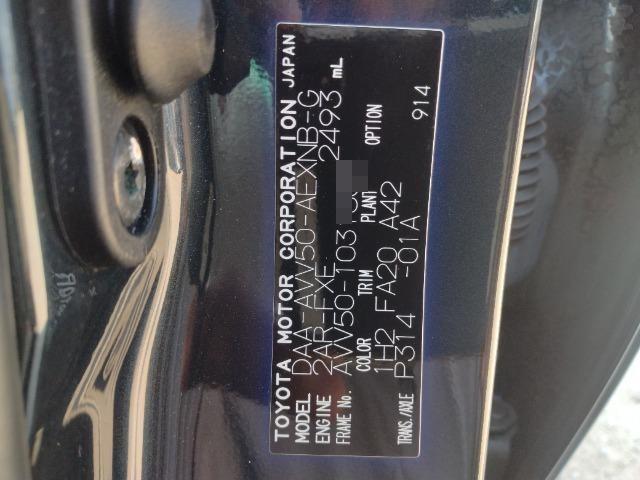 TOYOTA MOTOR CORPORATION JAPAN
MODEL DAA-AVV50-AEXNB-G
ENGINE 2AR-FXE 2493 mL
FRAME No. AVV50-103
COLOR TRIM PLANT OPTION
1H2 FA20 A42
TRANS./AXLE P314 -01A 914